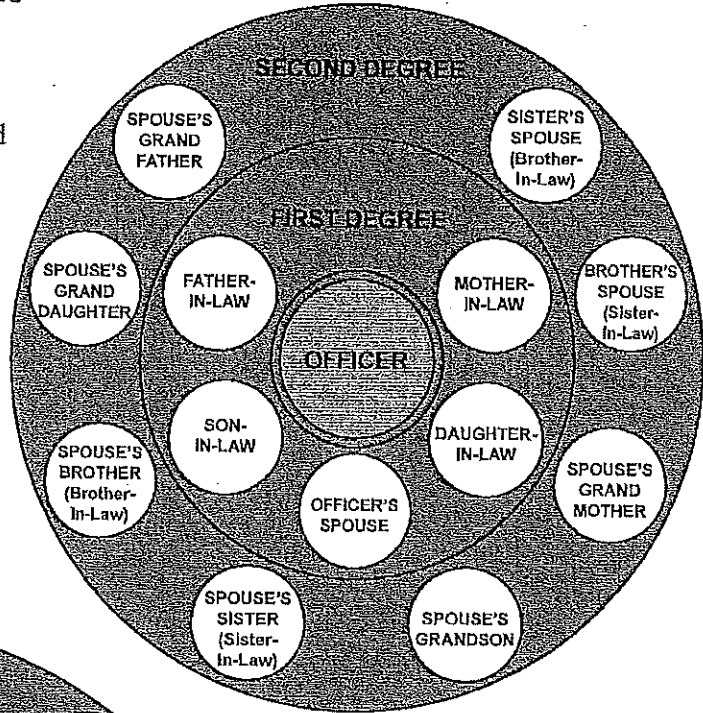 SECOND DEGREE
SPOUSE'S
GRAND
FATHER
SISTER'S
SPOUSE
(Brother-
In-Law)
FIRST DEGREE
SPOUSE'S
GRAND
DAUGHTER
FATHER-
IN-LAW
MOTHER-
IN-LAW
BROTHER'S
SPOUSE
(Sister-
In-Law)
OFFICER
SON-
IN-LAW
DAUGHTER-
IN-LAW
SPOUSE'S
BROTHER
(Brother-
In-Law)
OFFICER'S
SPOUSE
SPOUSE'S
GRAND
MOTHER
SPOUSE'S
SISTER
(Sister-
In-Law)
SPOUSE'S
GRANDSON